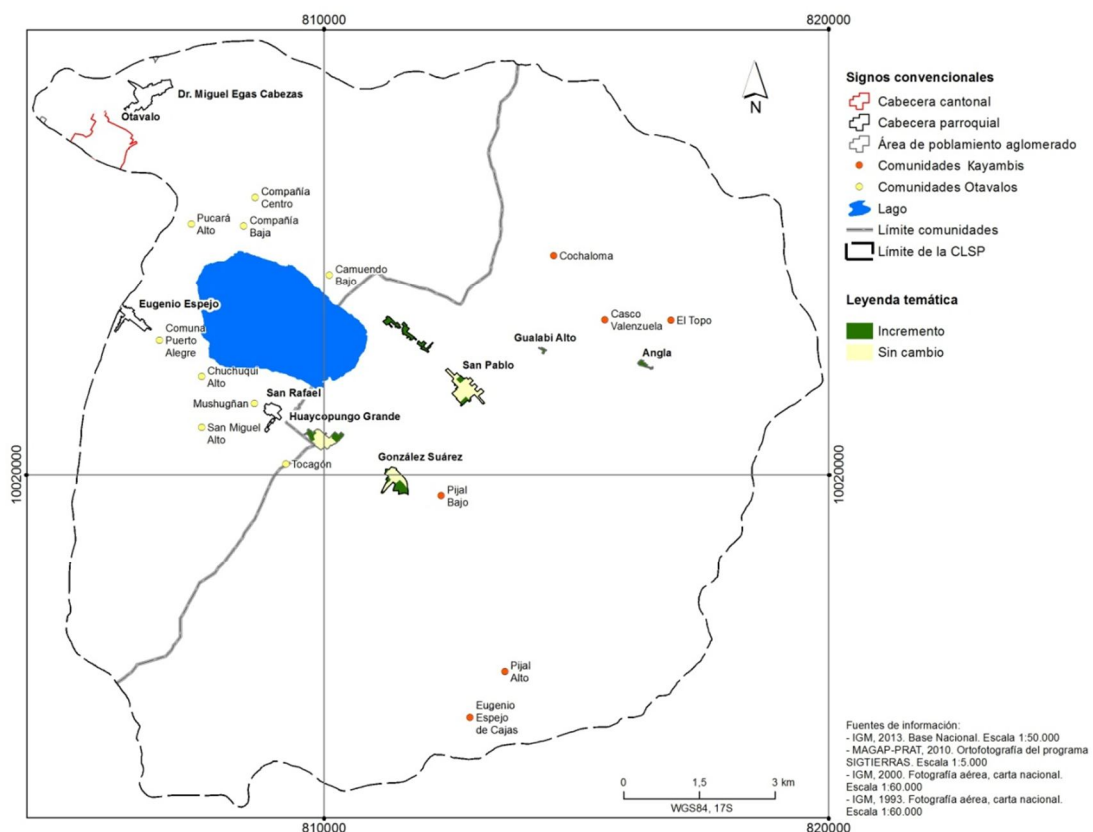 810000
820000
Dr. Miguel Egas Cabezas
Otavalo
N
Compañía
Centro
Pucará
Alto
Compañía
Baja
Cochaloma
Camuendo
Bajo
Eugenio Espejo
Casco
Valenzuela
El Topo
Comuna
Puerto
Alegre
Gualabi Alto
Angla
San Pablo
Chuchuqui
Alto
San Rafael
Mushugñan
Huaycopungo Grande
San Miguel
Alto
González Suárez
Tocagón
10020000
10020000
Pijal
Bajo
Pijal
Alto
Eugenio
Espejo
de Cajas
0
1,5
3 km
WGS84, 17S
810000
820000
Signos convencionales
Cabecera cantonal
Cabecera parroquial
Área de poblamiento aglomerado
Comunidades Kayambis
Comunidades Otavalos
Lago
Límite comunidades
Límite de la CLSP
Leyenda temática
Incremento
Sin cambio
Fuentes de información:
- IGM, 2013. Base Nacional. Escala 1:50.000
- MAGAP-PRAT, 2010. Ortofotografía del programa
SIGTIERRAS. Escala 1:5.000
- IGM, 2000. Fotografía aérea, carta nacional.
Escala 1:60.000
- IGM, 1993. Fotografía aérea, carta nacional.
Escala 1:60.000